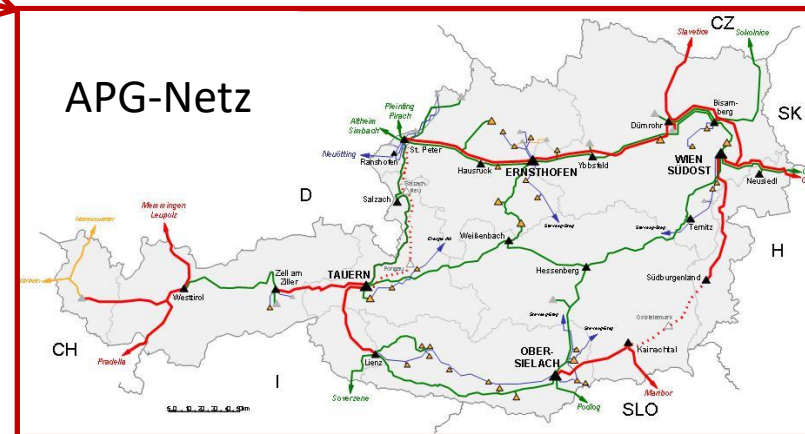 APG-Netz
CZ
Slavetice
Sokolnice
SK
Pleinting
Pirach
Altheim
Simbach
Bisam-
berg
Dürnrohr
St. Peter
Neuötting
Ranshofen
Hausruck
ERNSTHOFEN
Ybbsfeld
WIEN
SÜDOST
Neusiedl
D
Salzach
Memmingen
Leupolz
Weißenbach
Ternitz
H
Zell am
Ziller
TAUERN
Hessenberg
Südburgenland
Westtirol
CH
Pradella
Lienz
OBER-
SIELACH
Kainachtal
I
Soverzene
Podlog
Maribor
SLO